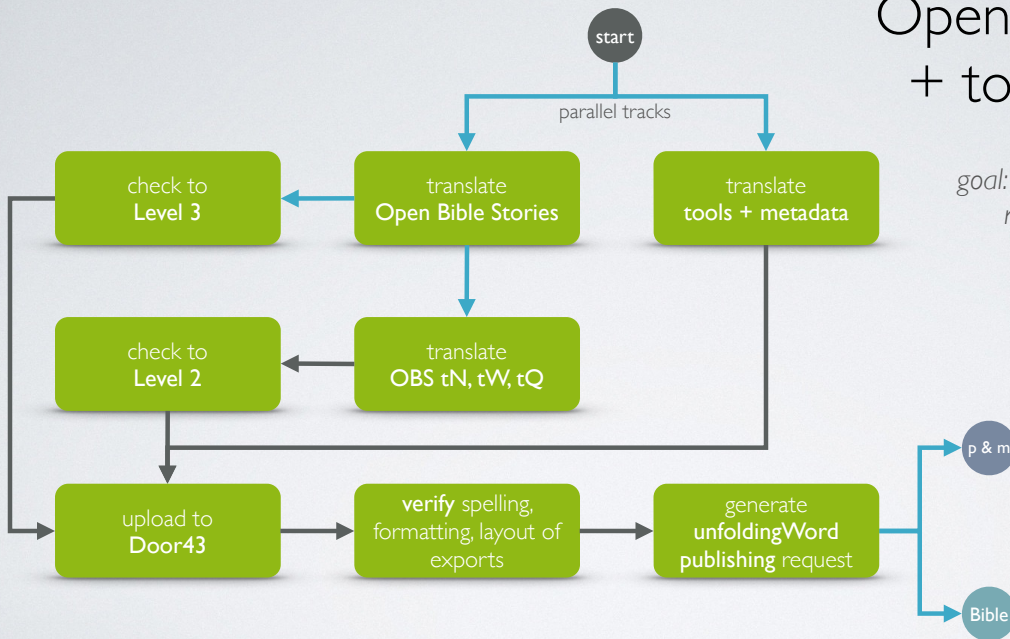 Open
+ to
goal:
start
parallel tracks
check to
Level 3
translate
Open Bible Stories
translate
tools + metadata
check to
Level 2
translate
OBS tN, tW, tQ
p & m
upload to
Door43
verify spelling,
formatting, layout of
exports
generate
unfoldingWord
publishing request
Bible